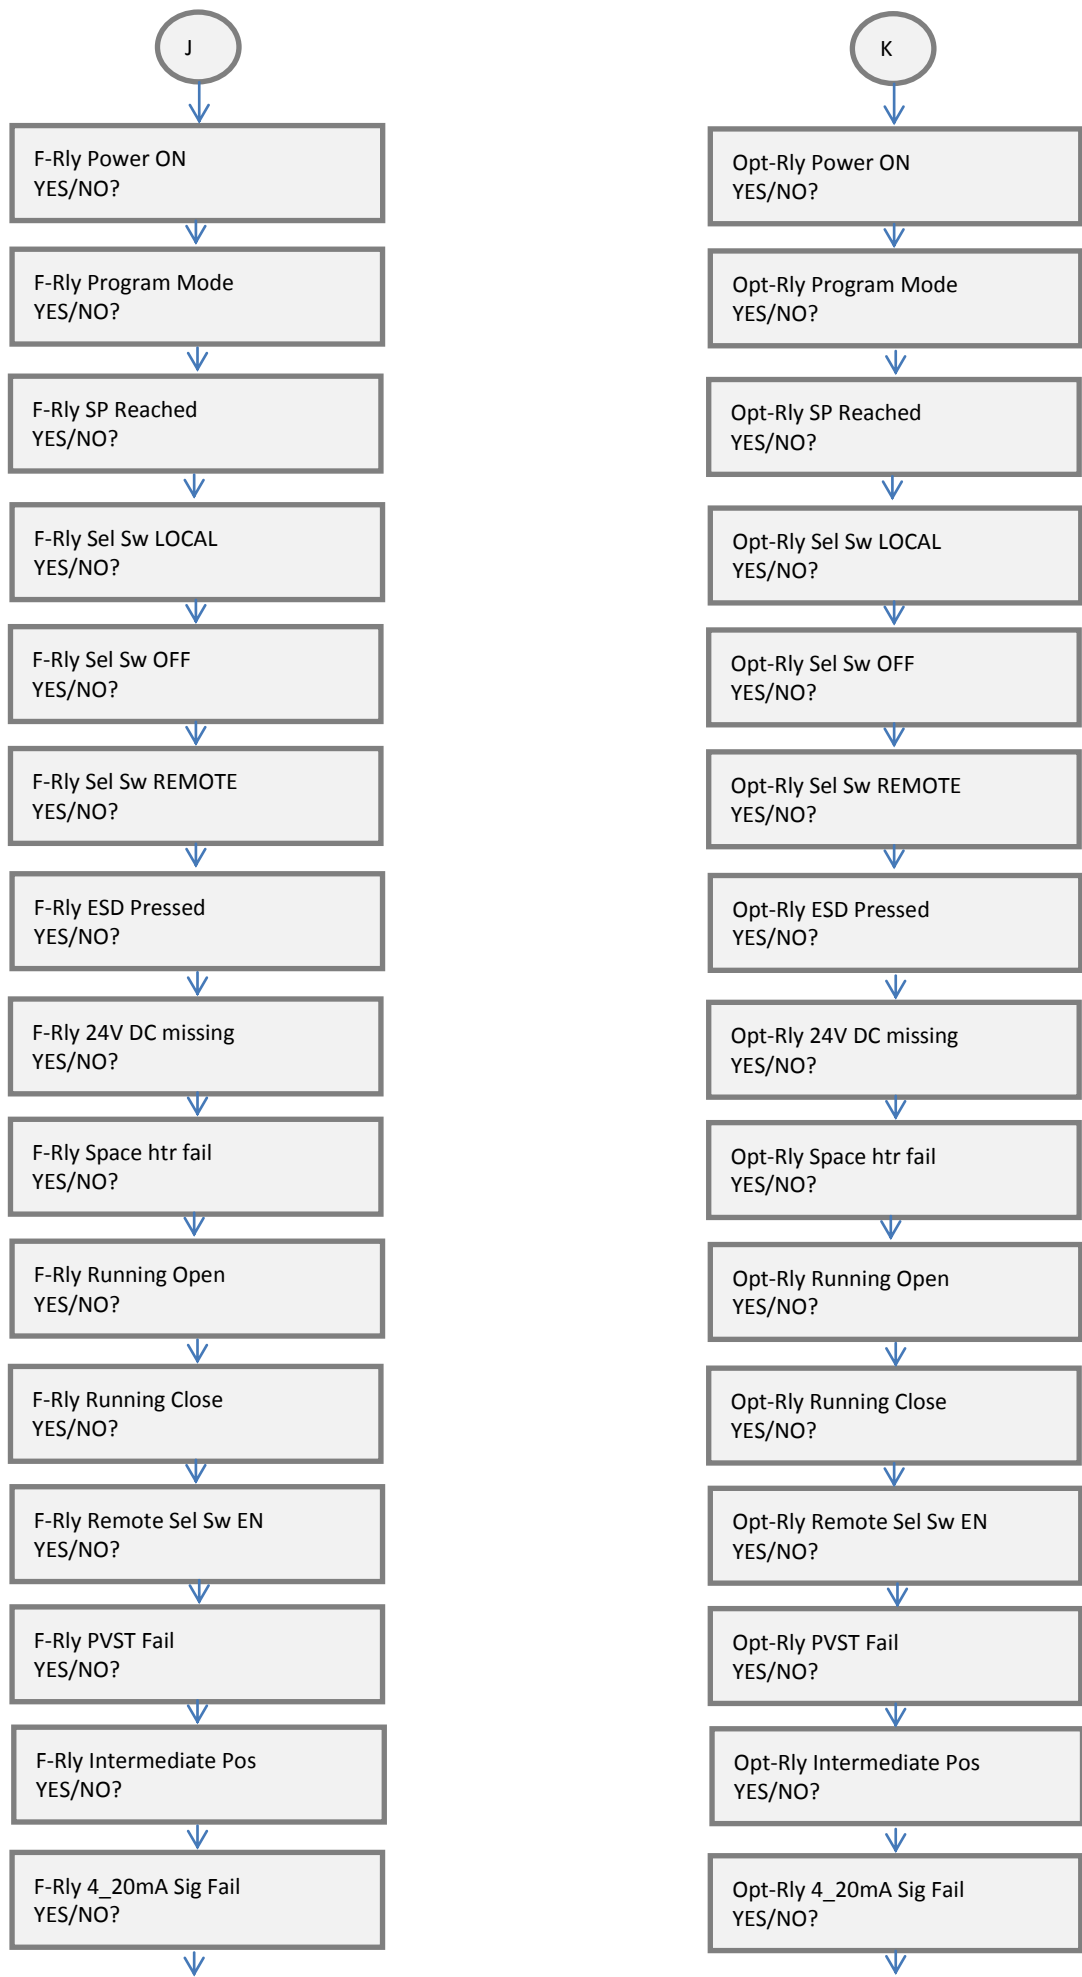 J
F-Rly Power ON
YES/NO?
F-Rly Program Mode
YES/NO?
F-Rly SP Reached
YES/NO?
F-Rly Sel Sw LOCAL
YES/NO?
F-Rly Sel Sw OFF
YES/NO?
F-Rly Sel Sw REMOTE
YES/NO?
F-Rly ESD Pressed
YES/NO?
F-Rly 24V DC missing
YES/NO?
F-Rly Space htr fail
YES/NO?
F-Rly Running Open
YES/NO?
F-Rly Running Close
YES/NO?
F-Rly Remote Sel Sw EN
YES/NO?
F-Rly PVST Fail
YES/NO?
F-Rly Intermediate Pos
YES/NO?
F-Rly 4_20mA Sig Fail
YES/NO?
K
Opt-Rly Power ON
YES/NO?
Opt-Rly Program Mode
YES/NO?
Opt-Rly SP Reached
YES/NO?
Opt-Rly Sel Sw LOCAL
YES/NO?
Opt-Rly Sel Sw OFF
YES/NO?
Opt-Rly Sel Sw REMOTE
YES/NO?
Opt-Rly ESD Pressed
YES/NO?
Opt-Rly 24V DC missing
YES/NO?
Opt-Rly Space htr fail
YES/NO?
Opt-Rly Running Open
YES/NO?
Opt-Rly Running Close
YES/NO?
Opt-Rly Remote Sel Sw EN
YES/NO?
Opt-Rly PVST Fail
YES/NO?
Opt-Rly Intermediate Pos
YES/NO?
Opt-Rly 4_20mA Sig Fail
YES/NO?